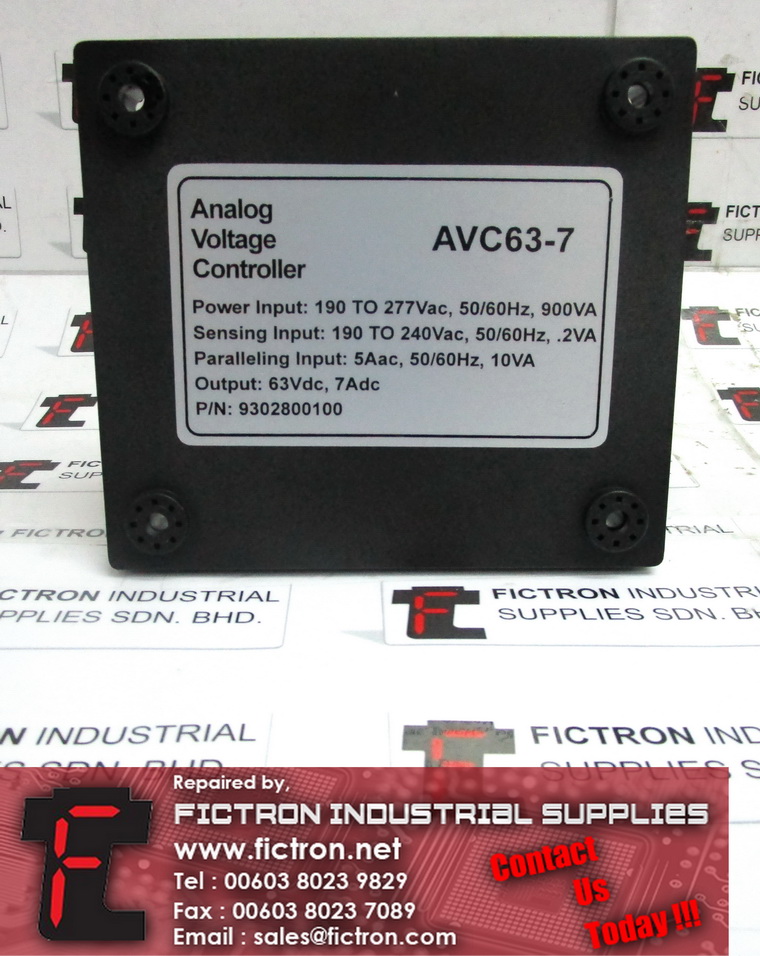 Analog
Voltage
Controller
AVC63-7
Power Input: 190 TO 277Vac, 50/60Hz, 900VA
Sensing Input: 190 TO 240Vac, 50/60Hz, .2VA
Paralleling Input: 5Aac, 50/60Hz, 10VA
Output: 63Vdc, 7Adc
P/N: 9302800100
FICTRON INDUSTRIAL
SUPPLIES SDN. BHD.
FICTRON INDUSTRIAL
Repaired by,
FICTRON INDUSTRIAL SUPPLIES
www.fictron.net
Tel : 00603 8023 9829
Fax : 00603 8023 7089
Email : sales@fictron.com
Contact
Us
Today !!!